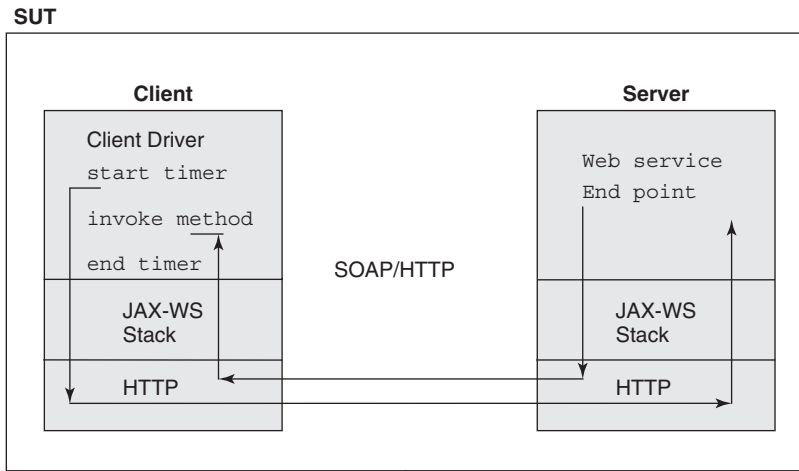 SUT
Client
Client Driver
start timer
invoke method
end timer
JAX-WS
Stack
HTTP
SOAP/HTTP
Server
Web service
End point
JAX-WS
Stack
HTTP